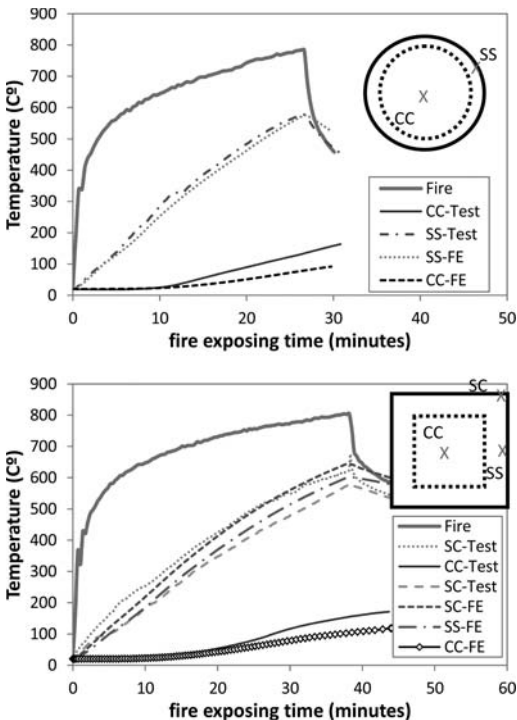 900
800
700
600
500
400
300
200
100
0
Temperature (Cº)
SS
CC
Fire
CC-Test
SS-Test
SS-FE
CC-FE
0 10 20 30 40 50
fire exposing time (minutes)
900
800
700
600
500
400
300
200
100
0
Temperature (Cº)
SC
CC
SS
Fire
SC-Test
CC-Test
SC-Test
SC-FE
SS-FE
CC-FE
0 10 20 30 40 50 60
fire exposing time (minutes)